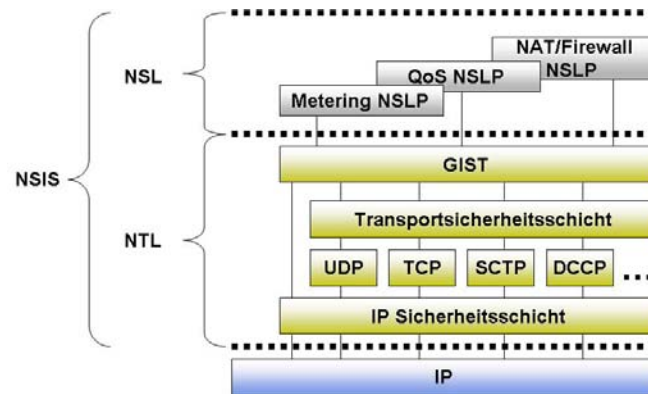 NAT/Firewall
NSLP
QoS NSLP
Metering NSLP
NSL
GIST
NSIS
Transportsicherheitsschicht
NTL
UDP TCP SCTP DCCP ...
IP Sicherheitsschicht
IP